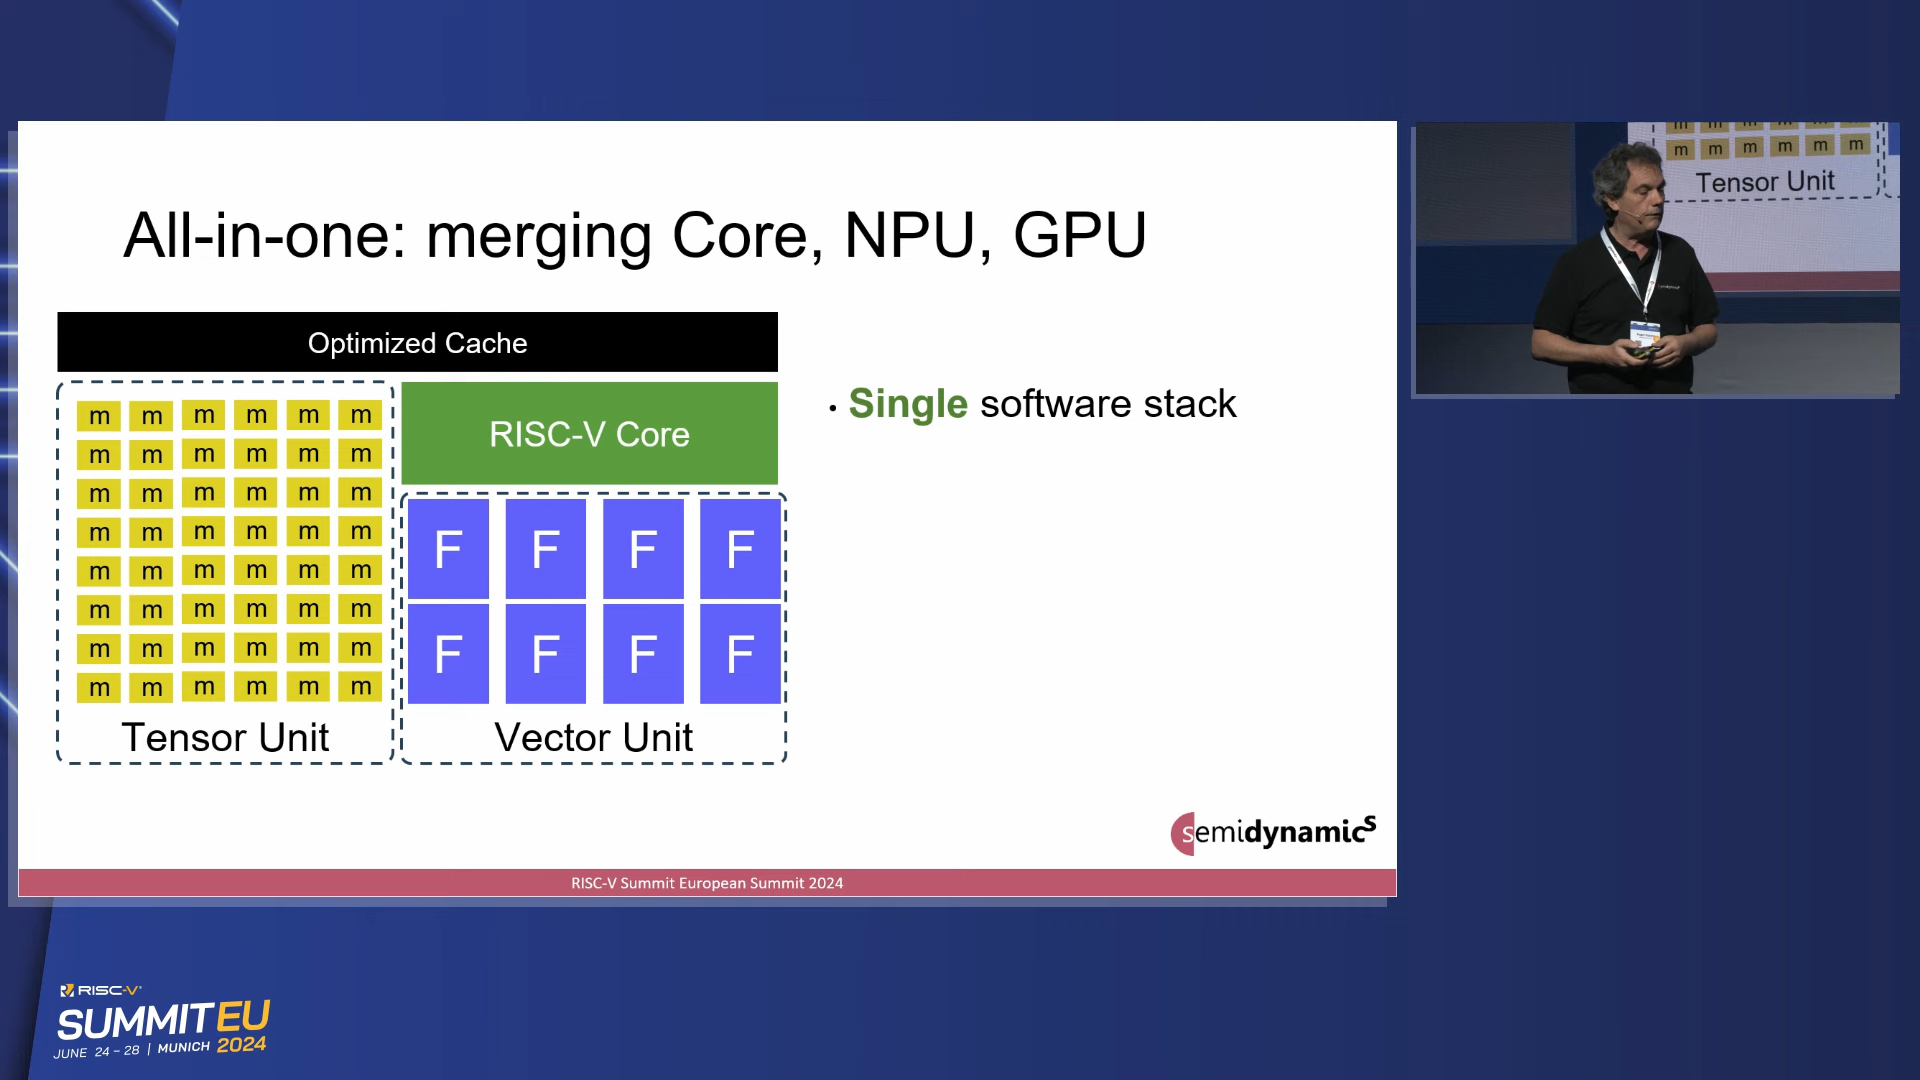 All-in-one: merging Core, NPU, GPU
Optimized Cache
m m m m m m
m m m m m m
m m m m m m
m m m m m m
m m m m m m
m m m m m m
m m m m m m
m m m m m m
Tensor Unit
RISC-V Core
F F F F
F F F F
Vector Unit
• Single software stack
semidynamics
RISC-V Summit European Summit 2024
m m m m m m
m m m m m m
Tensor Unit
RISC-V®
SUMMIT EU
JUNE 24 – 28 | MUNICH 2024